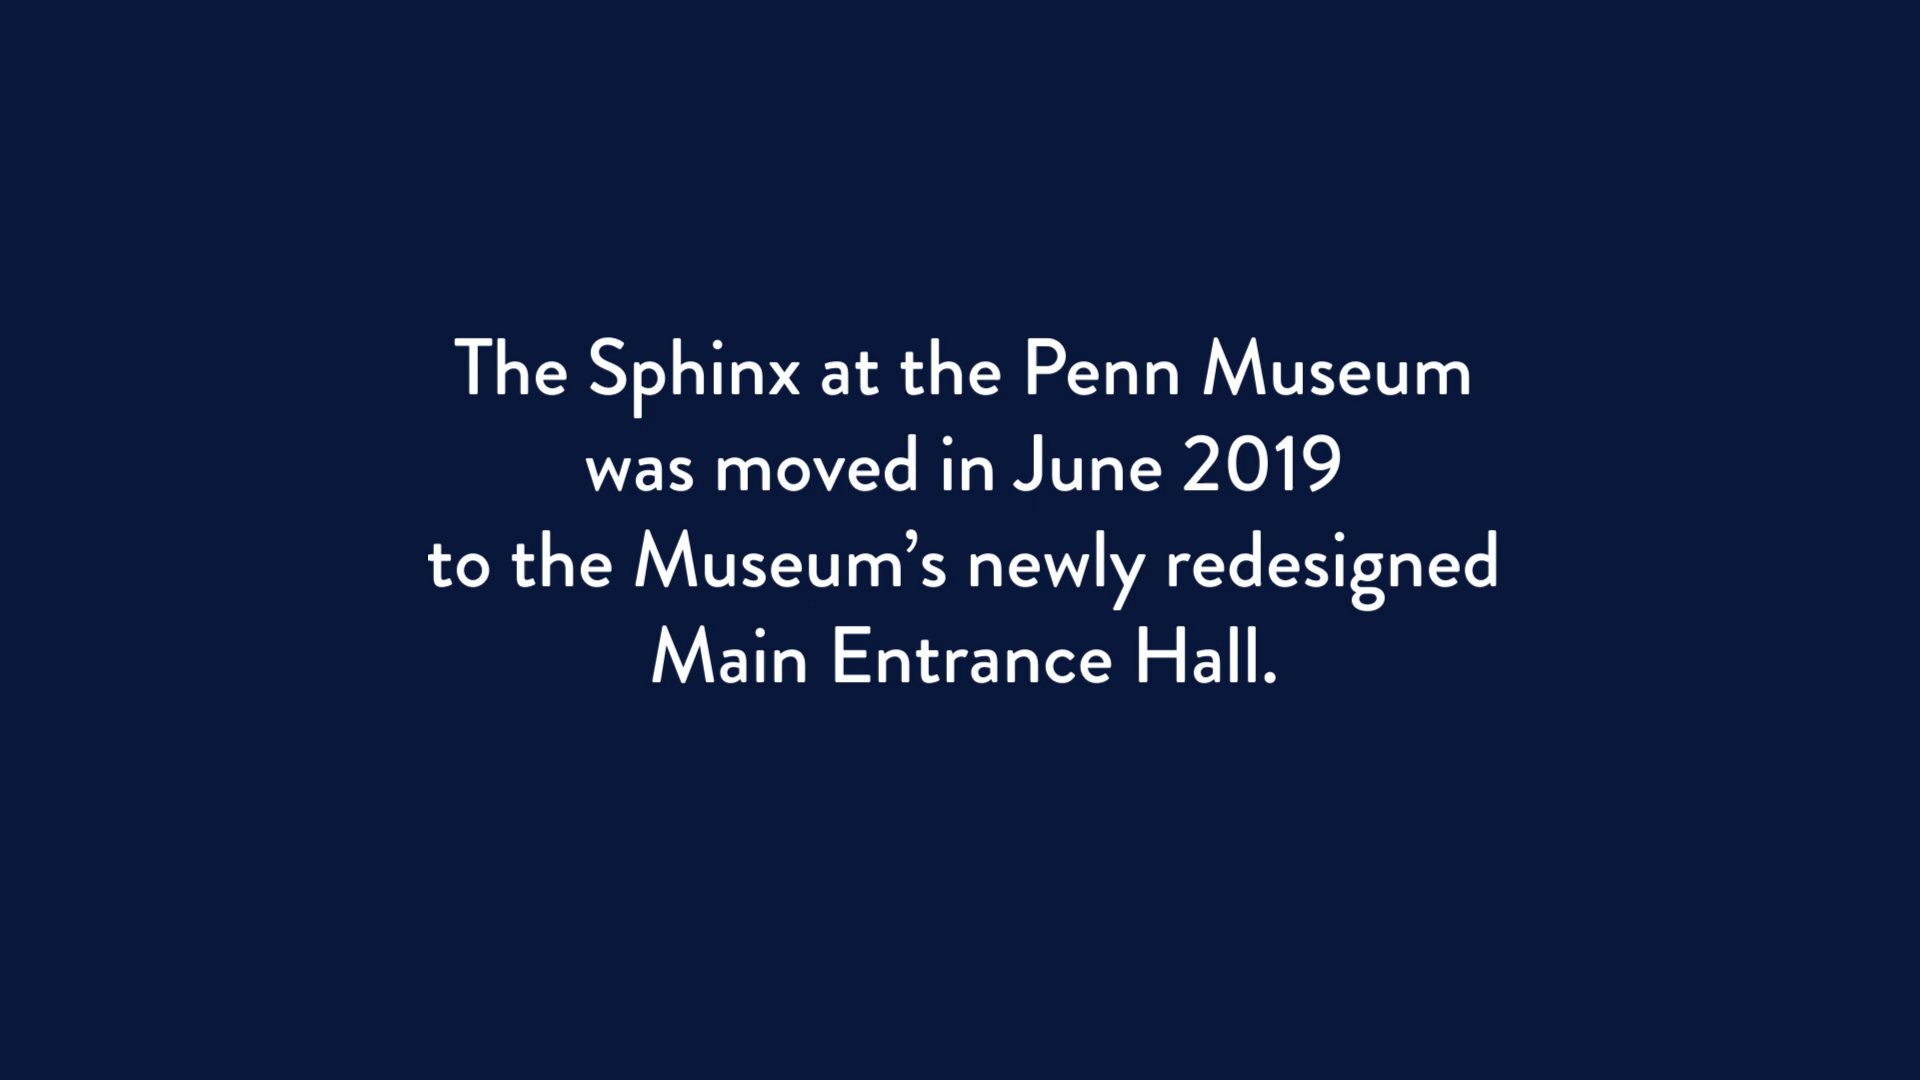 The Sphinx at the Penn Museum
was moved in June 2019
to the Museum’s newly redesigned
Main Entrance Hall.